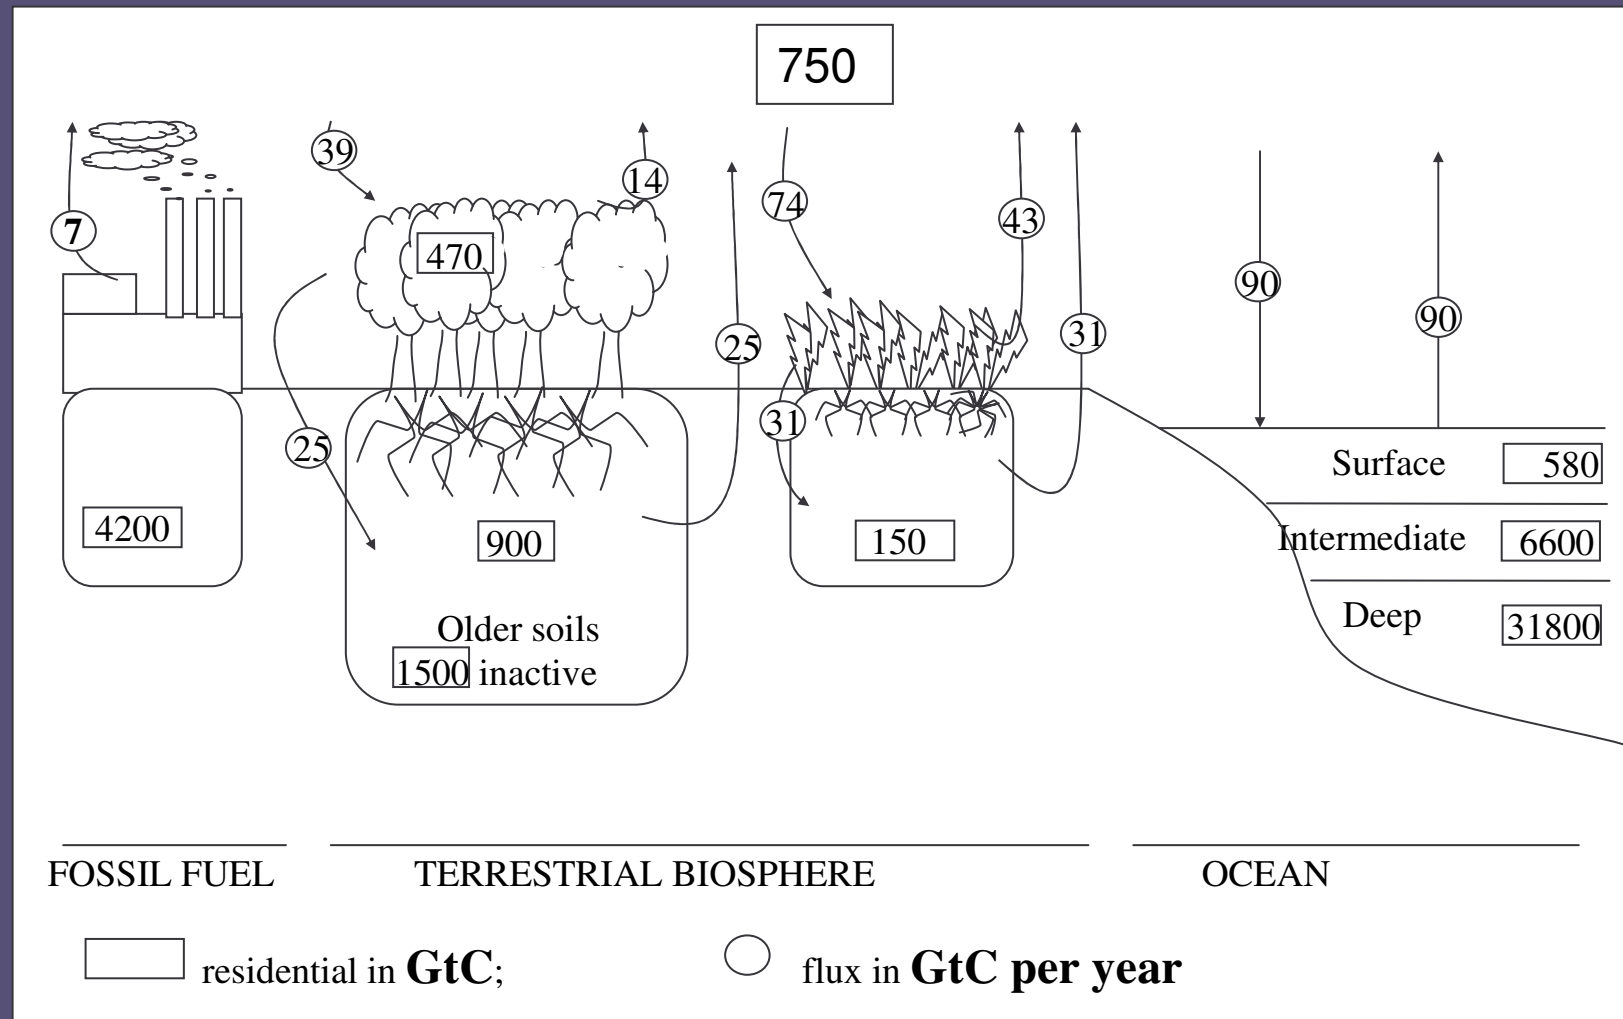 750
39
14
7
74
43
470
90
90
25
31
25
31
Surface 580
4200
900
150
Intermediate 6600
Older soils
1500 inactive
Deep 31800
FOSSIL FUEL
TERRESTRIAL BIOSPHERE
OCEAN
residential in GtC;
flux in GtC per year